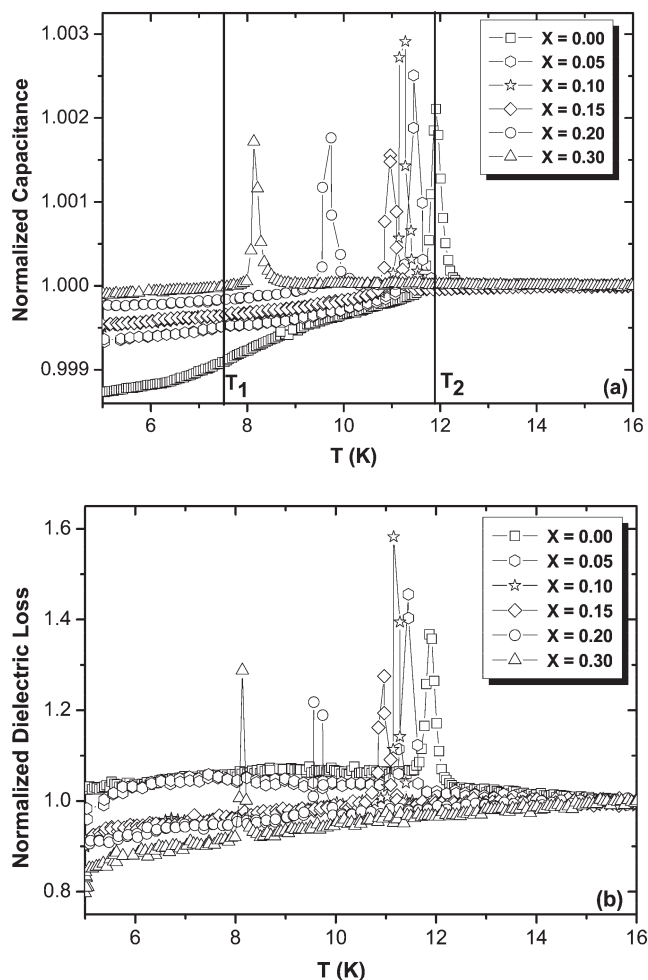 1.003
1.002
1.001
1.000
0.999
Normalized Capacitance
X = 0.00
X = 0.05
X = 0.10
X = 0.15
X = 0.20
X = 0.30
T1
T2
(a)
6 8 10 12 14 16
T (K)
1.6
1.4
1.2
1.0
0.8
Normalized Dielectric Loss
X = 0.00
X = 0.05
X = 0.10
X = 0.15
X = 0.20
X = 0.30
(b)
6 8 10 12 14 16
T (K)